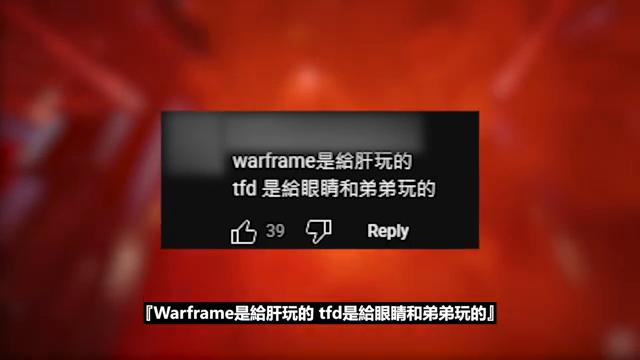 warframe是給肝玩的
tfd 是給眼睛和弟弟玩的
39
Reply
『Warframe是給肝玩的 tfd是給眼睛和弟弟玩的』